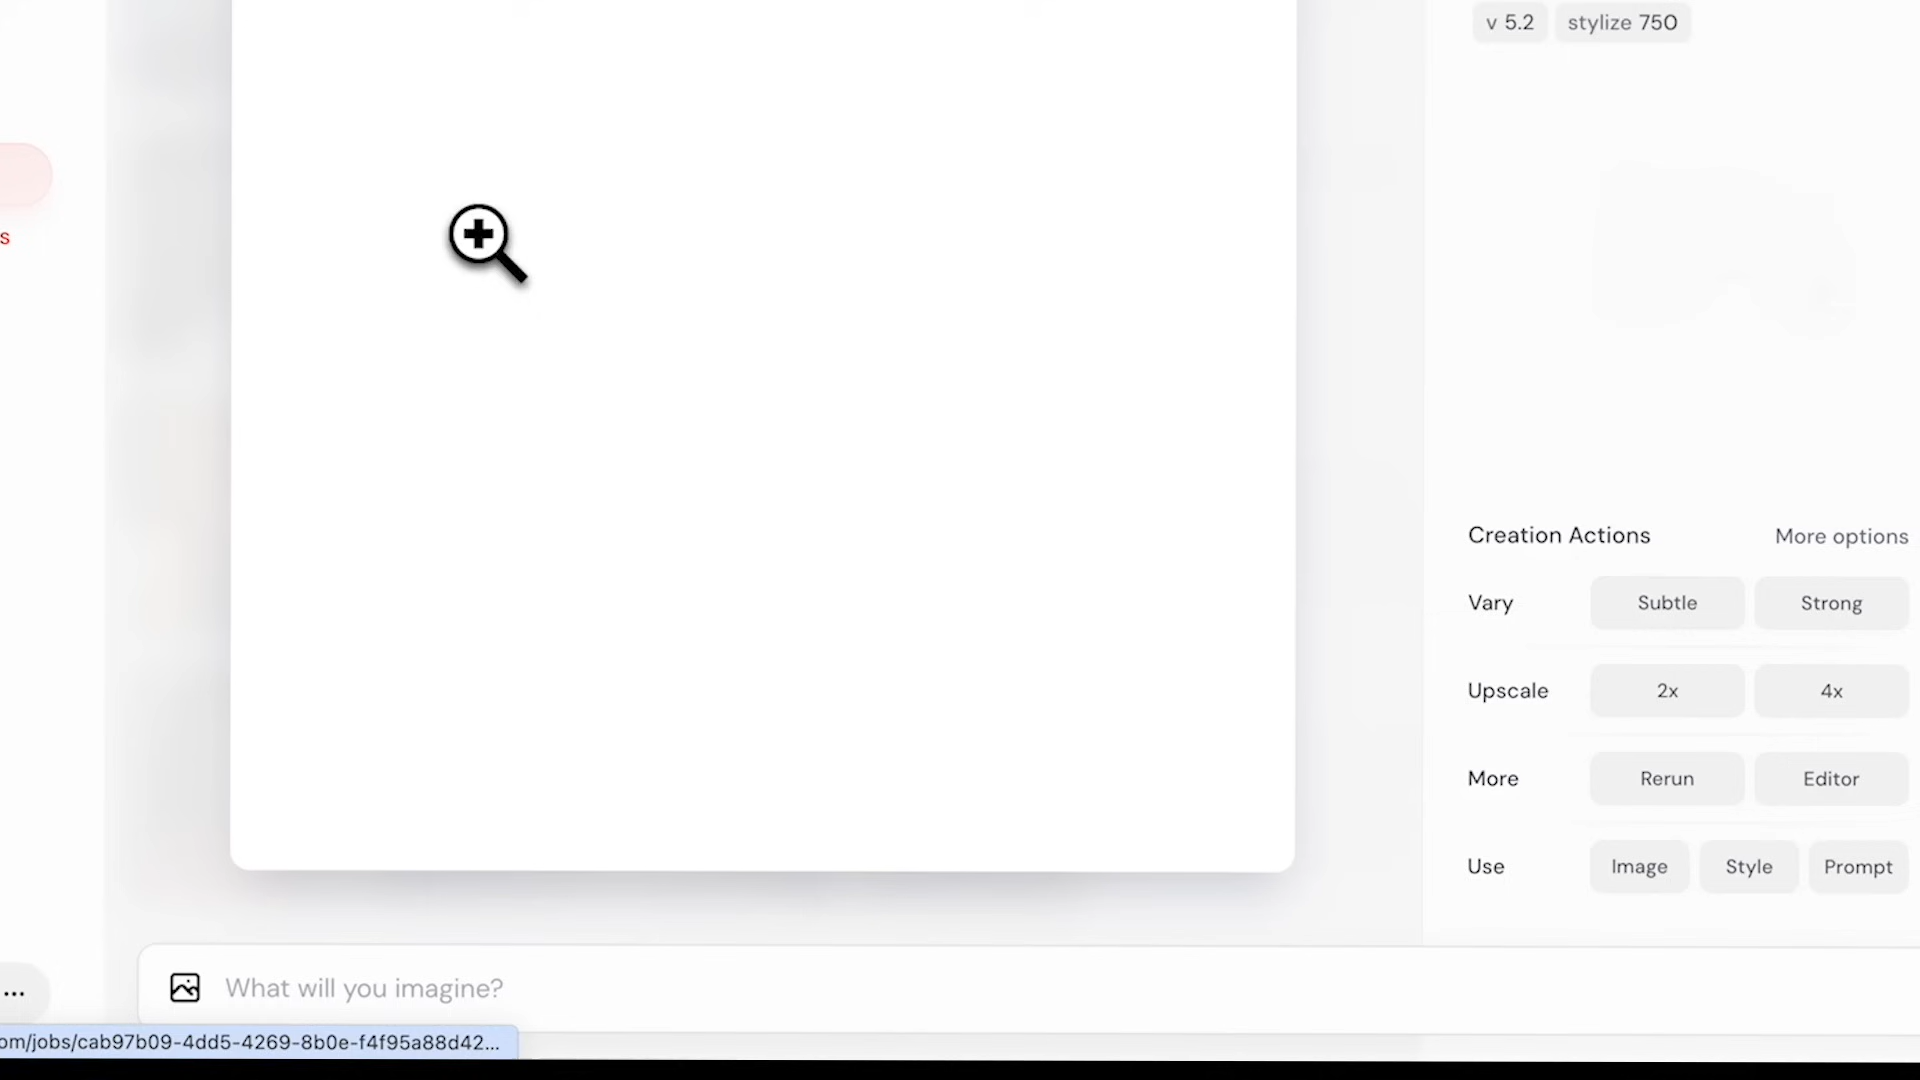 v 5.2 stylize 750
s
Creation Actions More options
Vary Subtle Strong
Upscale 2x 4x
More Rerun Editor
Use Image Style Prompt
What will you imagine?
...
om/jobs/cab97b09-4dd5-4269-8b0e-f4f95a88d42...